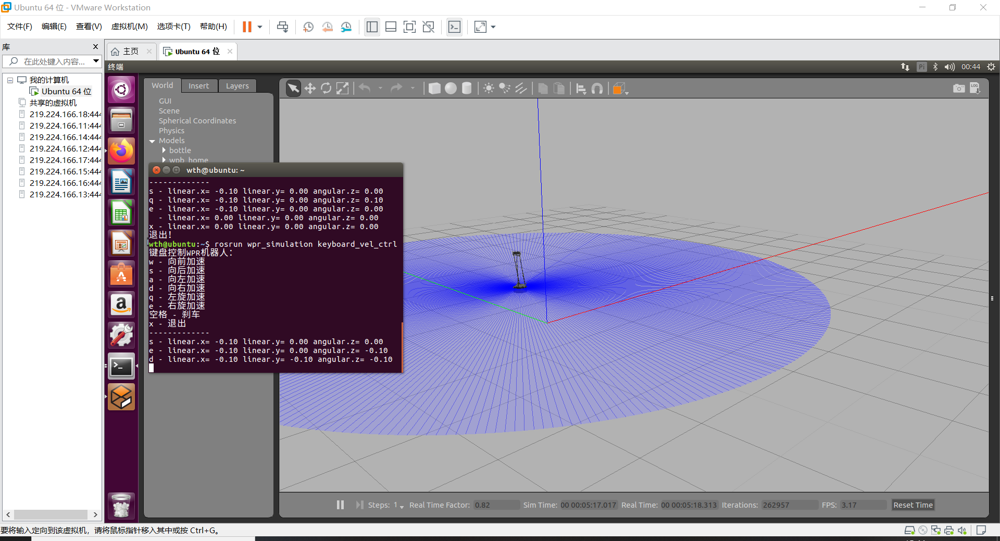 Ubuntu 64 位 - VMware Workstation
文件(F) 编辑(E) 查看(V) 虚拟机(M) 选项卡(T) 帮助(H)
库
在此处键入内容...
我的计算机
Ubuntu 64 位
共享的虚拟机
219.224.166.18:444
219.224.166.11:444
219.224.166.14:444
219.224.166.12:444
219.224.166.17:444
219.224.166.15:444
219.224.166.16:444
219.224.166.13:444
主页 Ubuntu 64 位
终端 Pi 00:44
World Insert Layers
LOG
GUI
Scene
Spherical Coordinates
Physics
Models
bottle
wpb_home
wth@ubuntu: ~
-------------
s - linear.x= -0.10 linear.y= 0.00 angular.z= 0.00
q - linear.x= -0.10 linear.y= 0.00 angular.z= 0.10
e - linear.x= -0.10 linear.y= 0.00 angular.z= 0.00
- linear.x= 0.00 linear.y= 0.00 angular.z= 0.00
x - linear.x= 0.00 linear.y= 0.00 angular.z= 0.00
退出！
wth@ubuntu:~$ rosrun wpr_simulation keyboard_vel_ctrl
键盘控制WPR机器人：
w - 向前加速
s - 向后加速
a - 向左加速
d - 向右加速
q - 左旋加速
e - 右旋加速
空格 - 刹车
x - 退出
-------------
s - linear.x= -0.10 linear.y= 0.00 angular.z= 0.00
e - linear.x= -0.10 linear.y= 0.00 angular.z= -0.10
d - linear.x= -0.10 linear.y= -0.10 angular.z= -0.10
Steps: 1 Real Time Factor: 0.82 Sim Time: 00 00:05:17.017 Real Time: 00 00:05:18.313 Iterations: 262957 FPS: 3.17 Reset Time
要将输入定向到该虚拟机，请将鼠标指针移入其中或按 Ctrl+G。